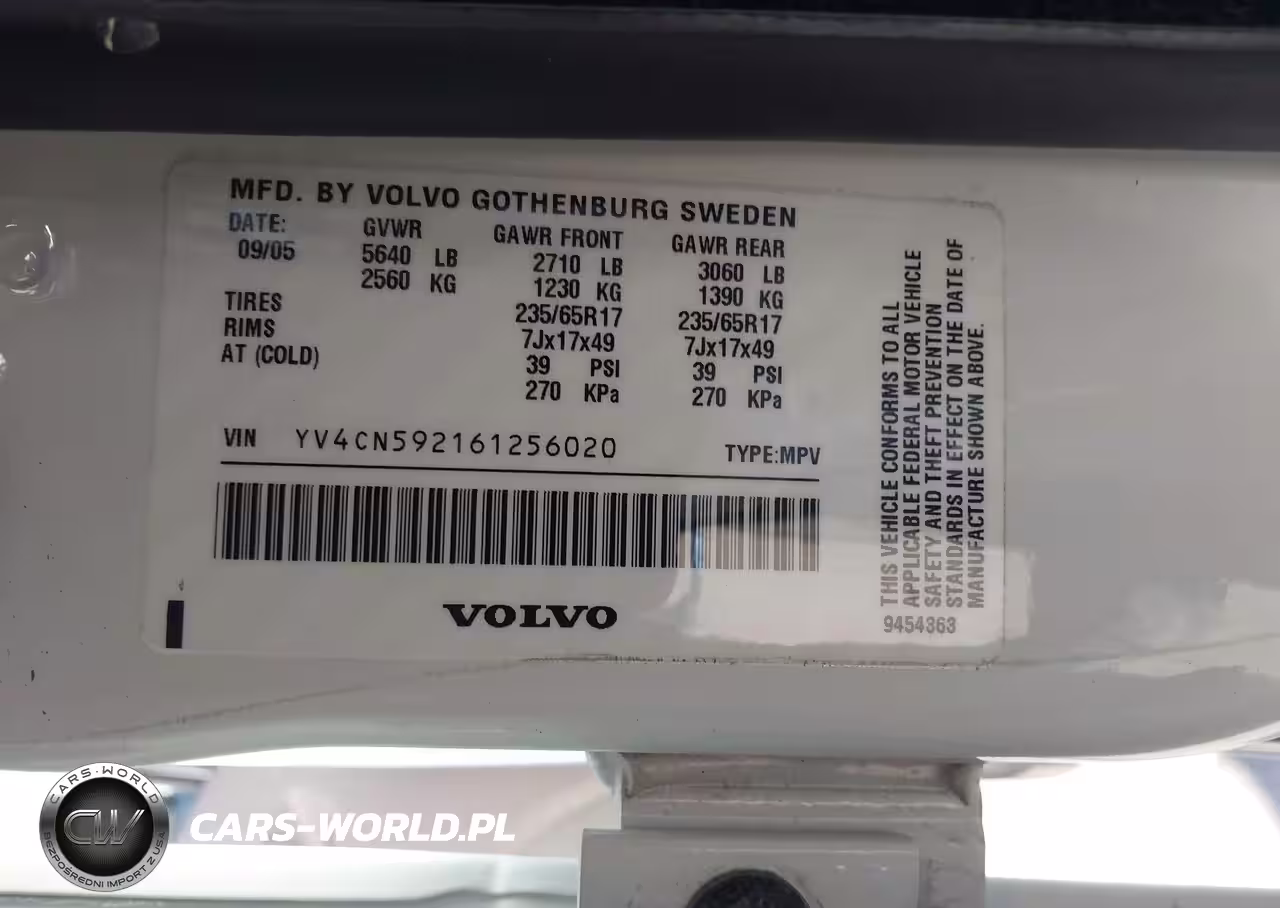 MFD. BY VOLVO GOTHENBURG SWEDEN
DATE: GVWR GAWR FRONT GAWR REAR
09/05 5640 LB 2710 LB 3060 LB
2560 KG 1230 KG 1390 KG
TIRES 235/65R17 235/65R17
RIMS 7Jx17x49 7Jx17x49
AT (COLD) 39 PSI 39 PSI
270 KPa 270 KPa
VIN YV4CN592161256020 TYPE:MPV
VOLVO
THIS VEHICLE CONFORMS TO ALL
APPLICABLE FEDERAL MOTOR VEHICLE
SAFETY AND THEFT PREVENTION
STANDARDS IN EFFECT ON THE DATE OF
MANUFACTURE SHOWN ABOVE.
9454363
CARS-WORLD
CW
BEZPOŚREDNI IMPORT Z USA
CARS-WORLD.PL